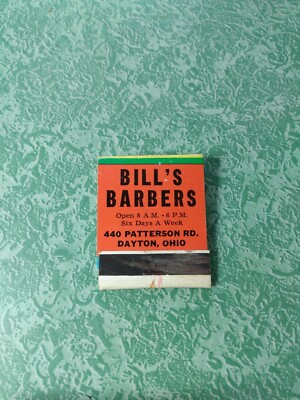 BILL'S
BARBERS
Open 8 A.M. - 6 P.M.
Six Days A Week
440 PATTERSON RD.
DAYTON, OHIO